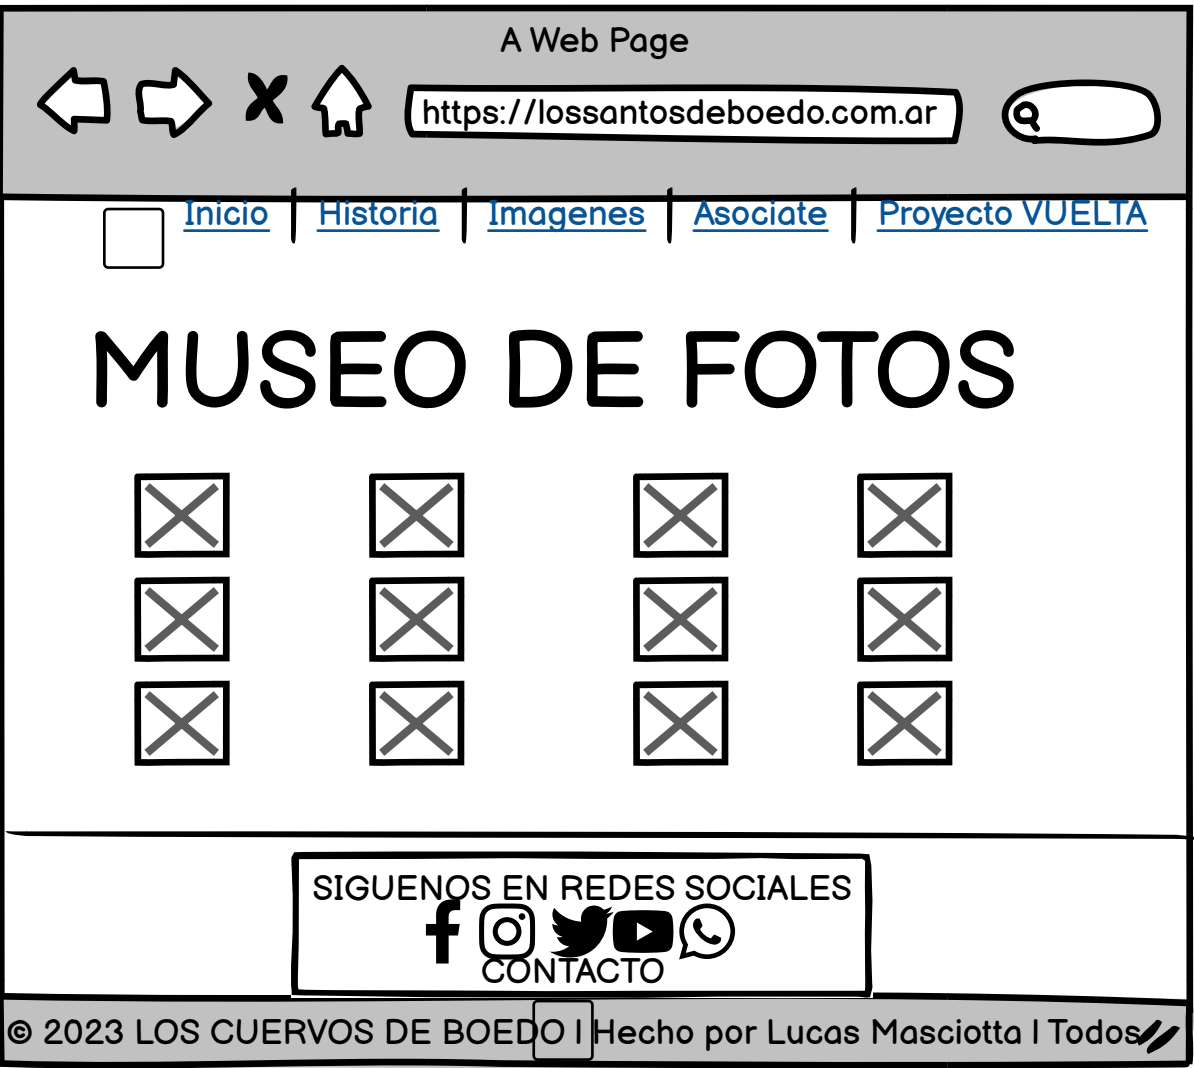 A Web Page
https://lossantosdeboedo.com.ar
Inicio Historia Imagenes Asociate Proyecto VUELTA
MUSEO DE FOTOS
SIGUENOS EN REDES SOCIALES
CONTACTO
© 2023 LOS CUERVOS DE BOEDO | Hecho por Lucas Masciotta | Todos